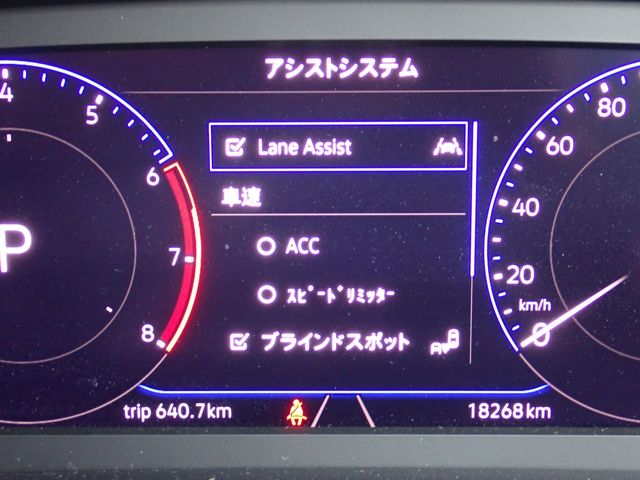 アシストシステム
4
5
6
7
8
P
Lane Assist
車速
ACC
スピードリミッター
ブラインドスポット
80
60
40
20
km/h
0
trip 640.7km
18268km